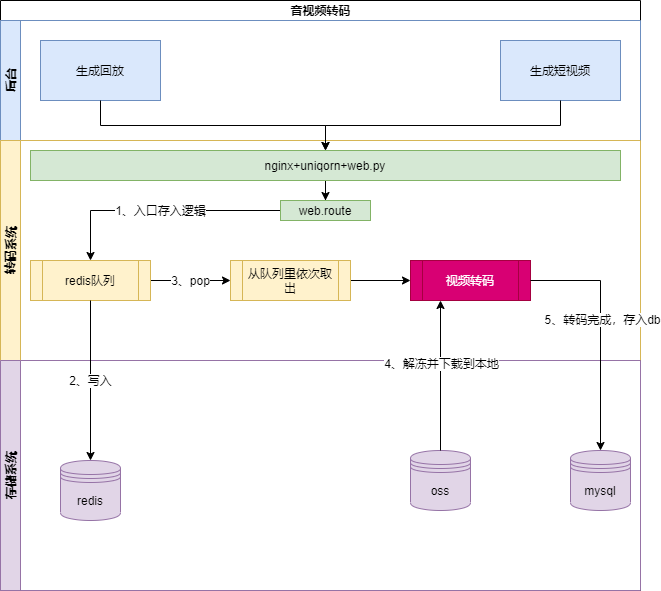 音视频转码
后台
生成回放
生成短视频
转码系统
nginx+uniqorn+web.py
web.route
1、入口存入逻辑
redis队列
3、pop
从队列里依次取
出
视频转码
5、转码完成，存入db
2、写入
4、解冻并下载到本地
存储系统
redis
oss
mysql